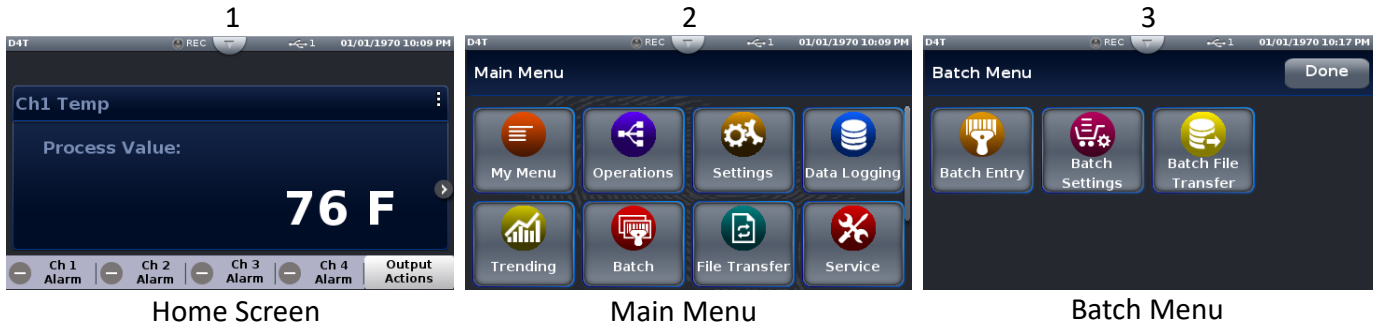 1
D4T REC 1 01/01/1970 10:09 PM
Ch1 Temp
Process Value:
76 F
Ch 1 Alarm
Ch 2 Alarm
Ch 3 Alarm
Ch 4 Alarm
Output Actions
Home Screen
2
D4T REC 1 01/01/1970 10:09 PM
Main Menu
My Menu
Operations
Settings
Data Logging
Trending
Batch
File Transfer
Service
Main Menu
3
D4T REC 1 01/01/1970 10:17 PM
Batch Menu
Done
Batch Entry
Batch
Settings
Batch File
Transfer
Batch Menu